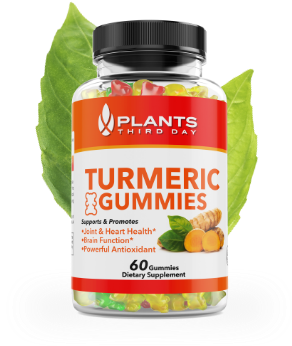 PLANTS
THIRD DAY
TURMERIC
GUMMIES
Supports & Promotes
•Joint & Heart Health*
•Brain Function*
•Powerful Antioxidant*
60 Gummies
Dietary Supplement